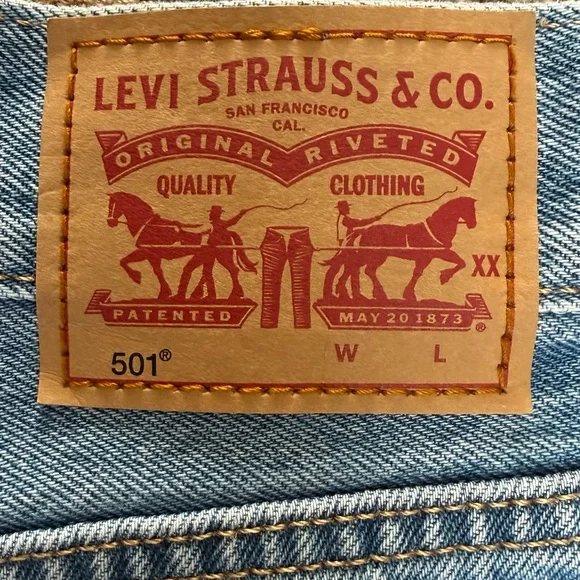 LEVI STRAUSS & CO.
SAN FRANCISCO
CAL.
ORIGINAL RIVETED
QUALITY CLOTHING
XX
PATENTED MAY 20 1873 ®
501® W L